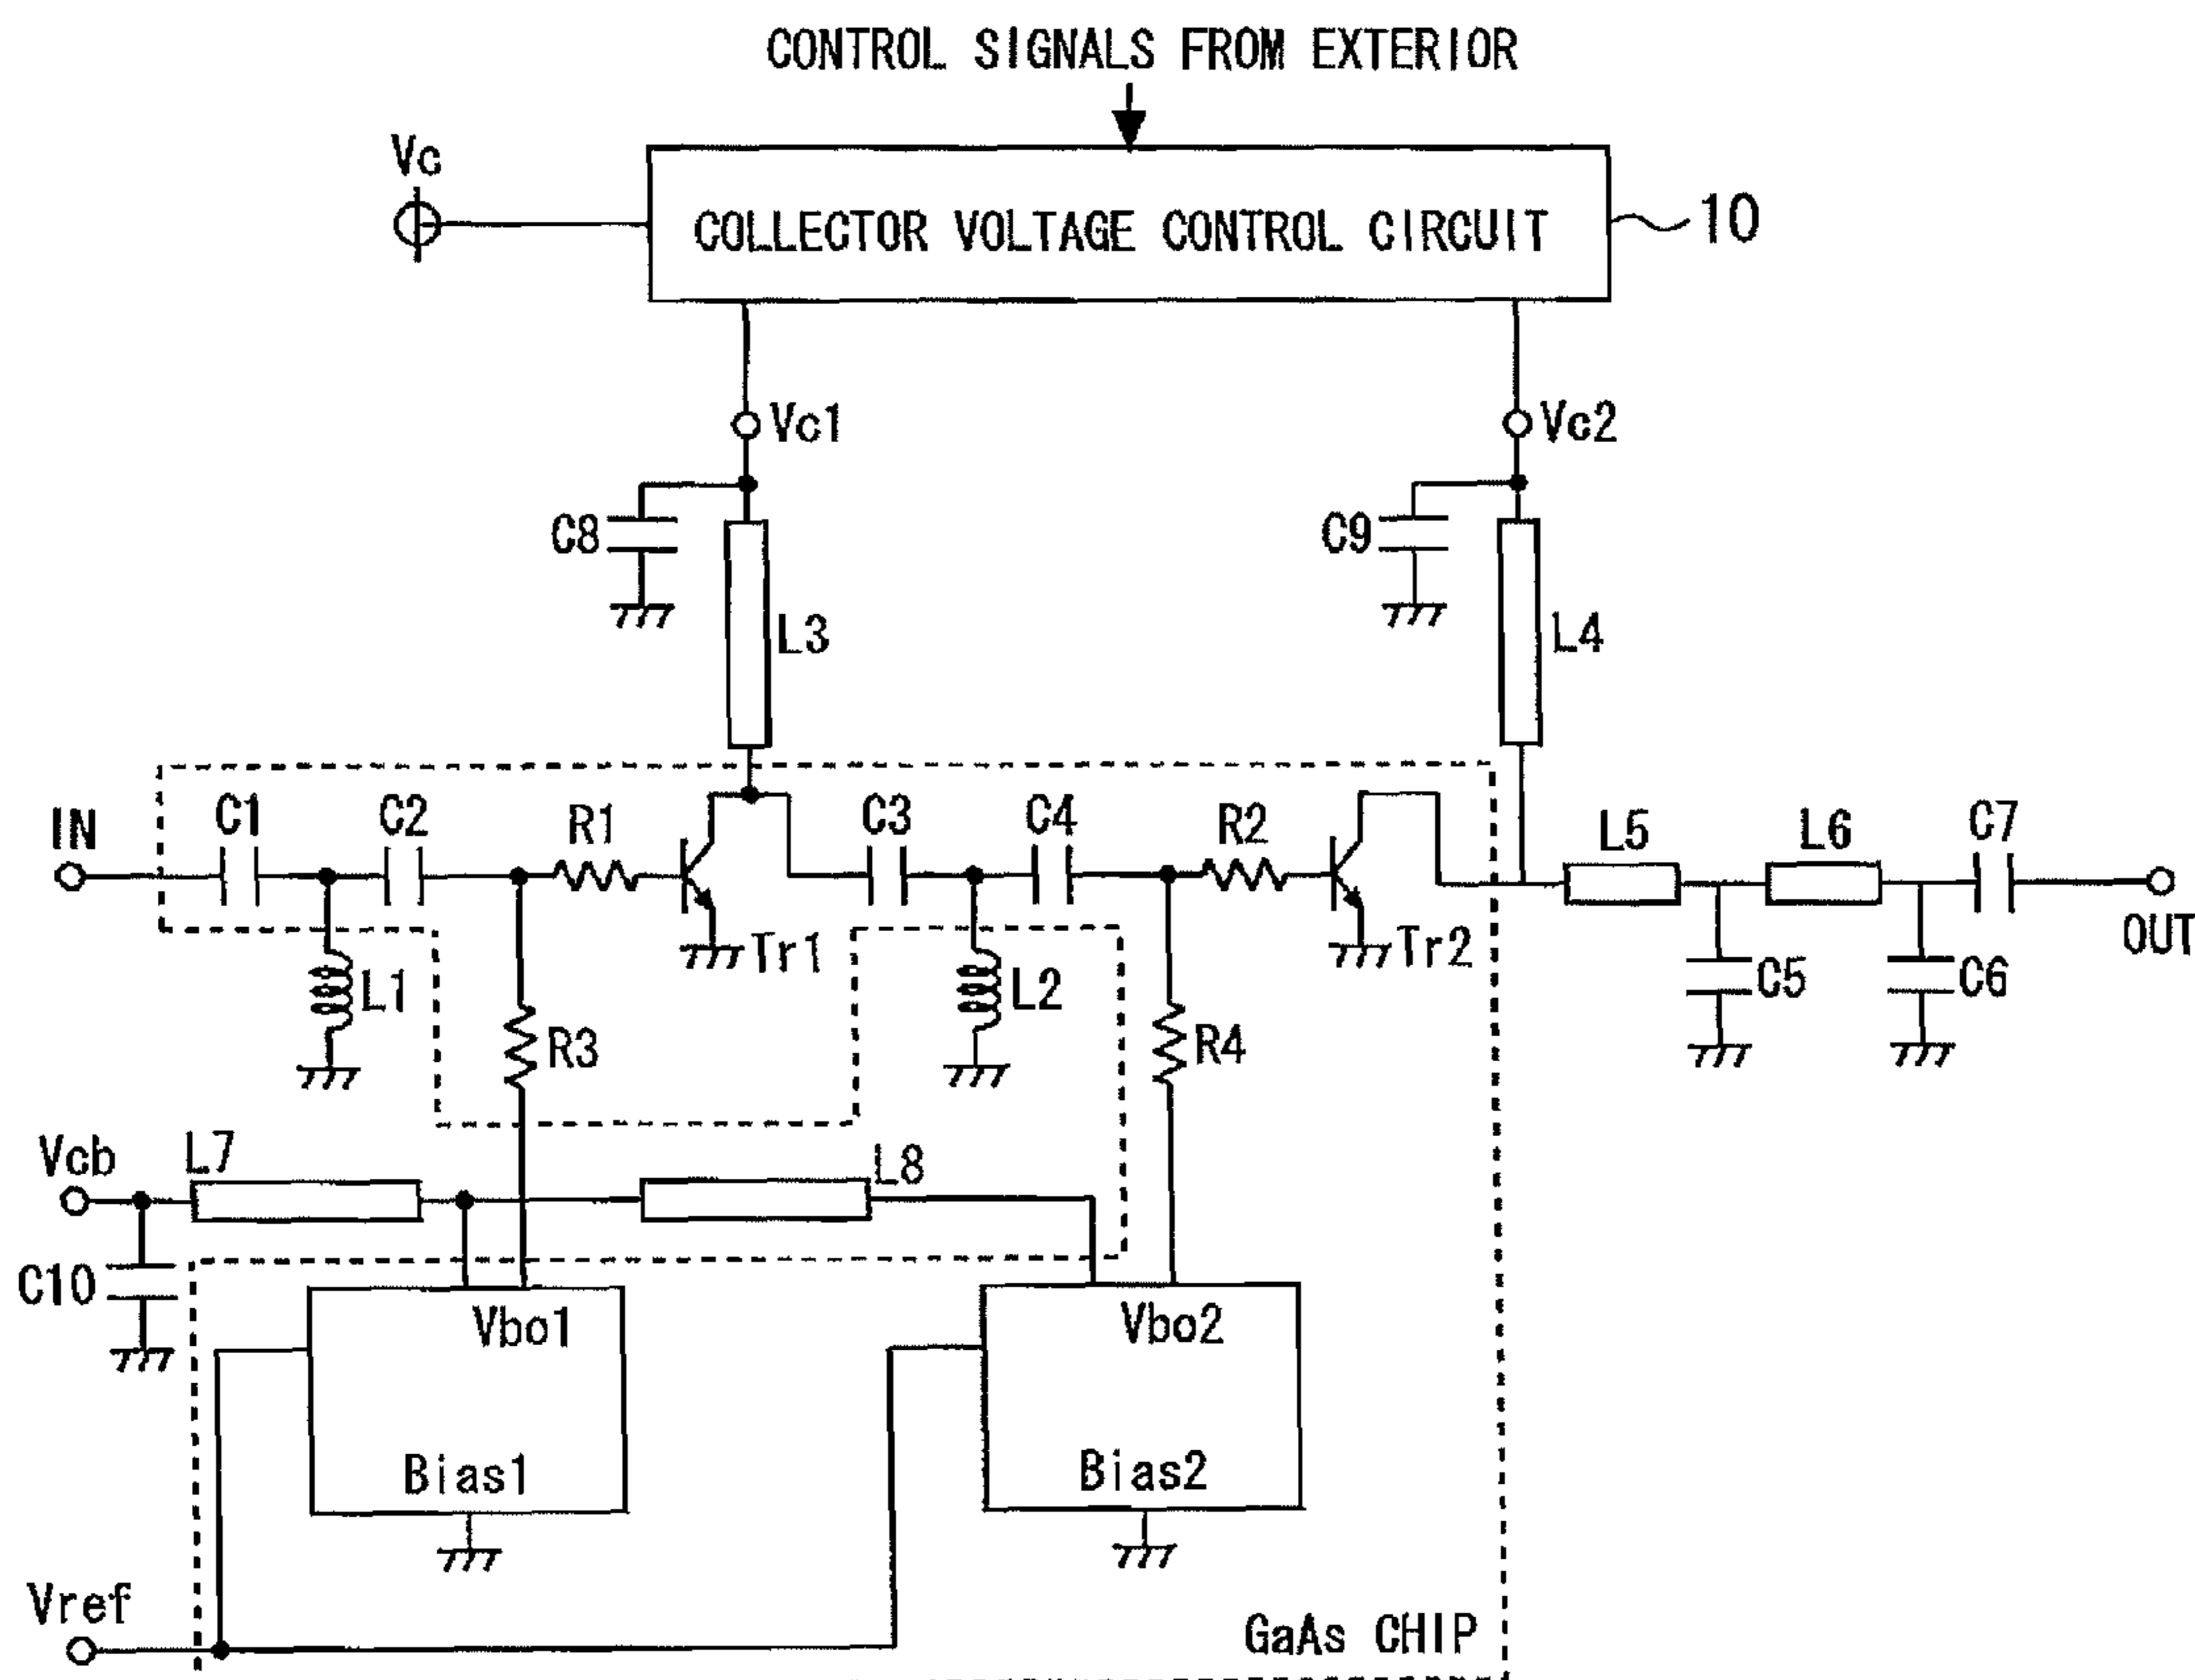 CONTROL SIGNALS FROM EXTERIOR
Vc
COLLECTOR VOLTAGE CONTROL CIRCUIT
10
Vc1
Vc2
C8
C9
L3
L4
IN
C1
C2
R1
C3
C4
R2
L5
L6
C7
Tr1
Tr2
OUT
L1
L2
C5
C6
R3
R4
Vcb
L7
L8
C10
Vbo1
Vbo2
Bias1
Bias2
Vref
GaAs CHIP